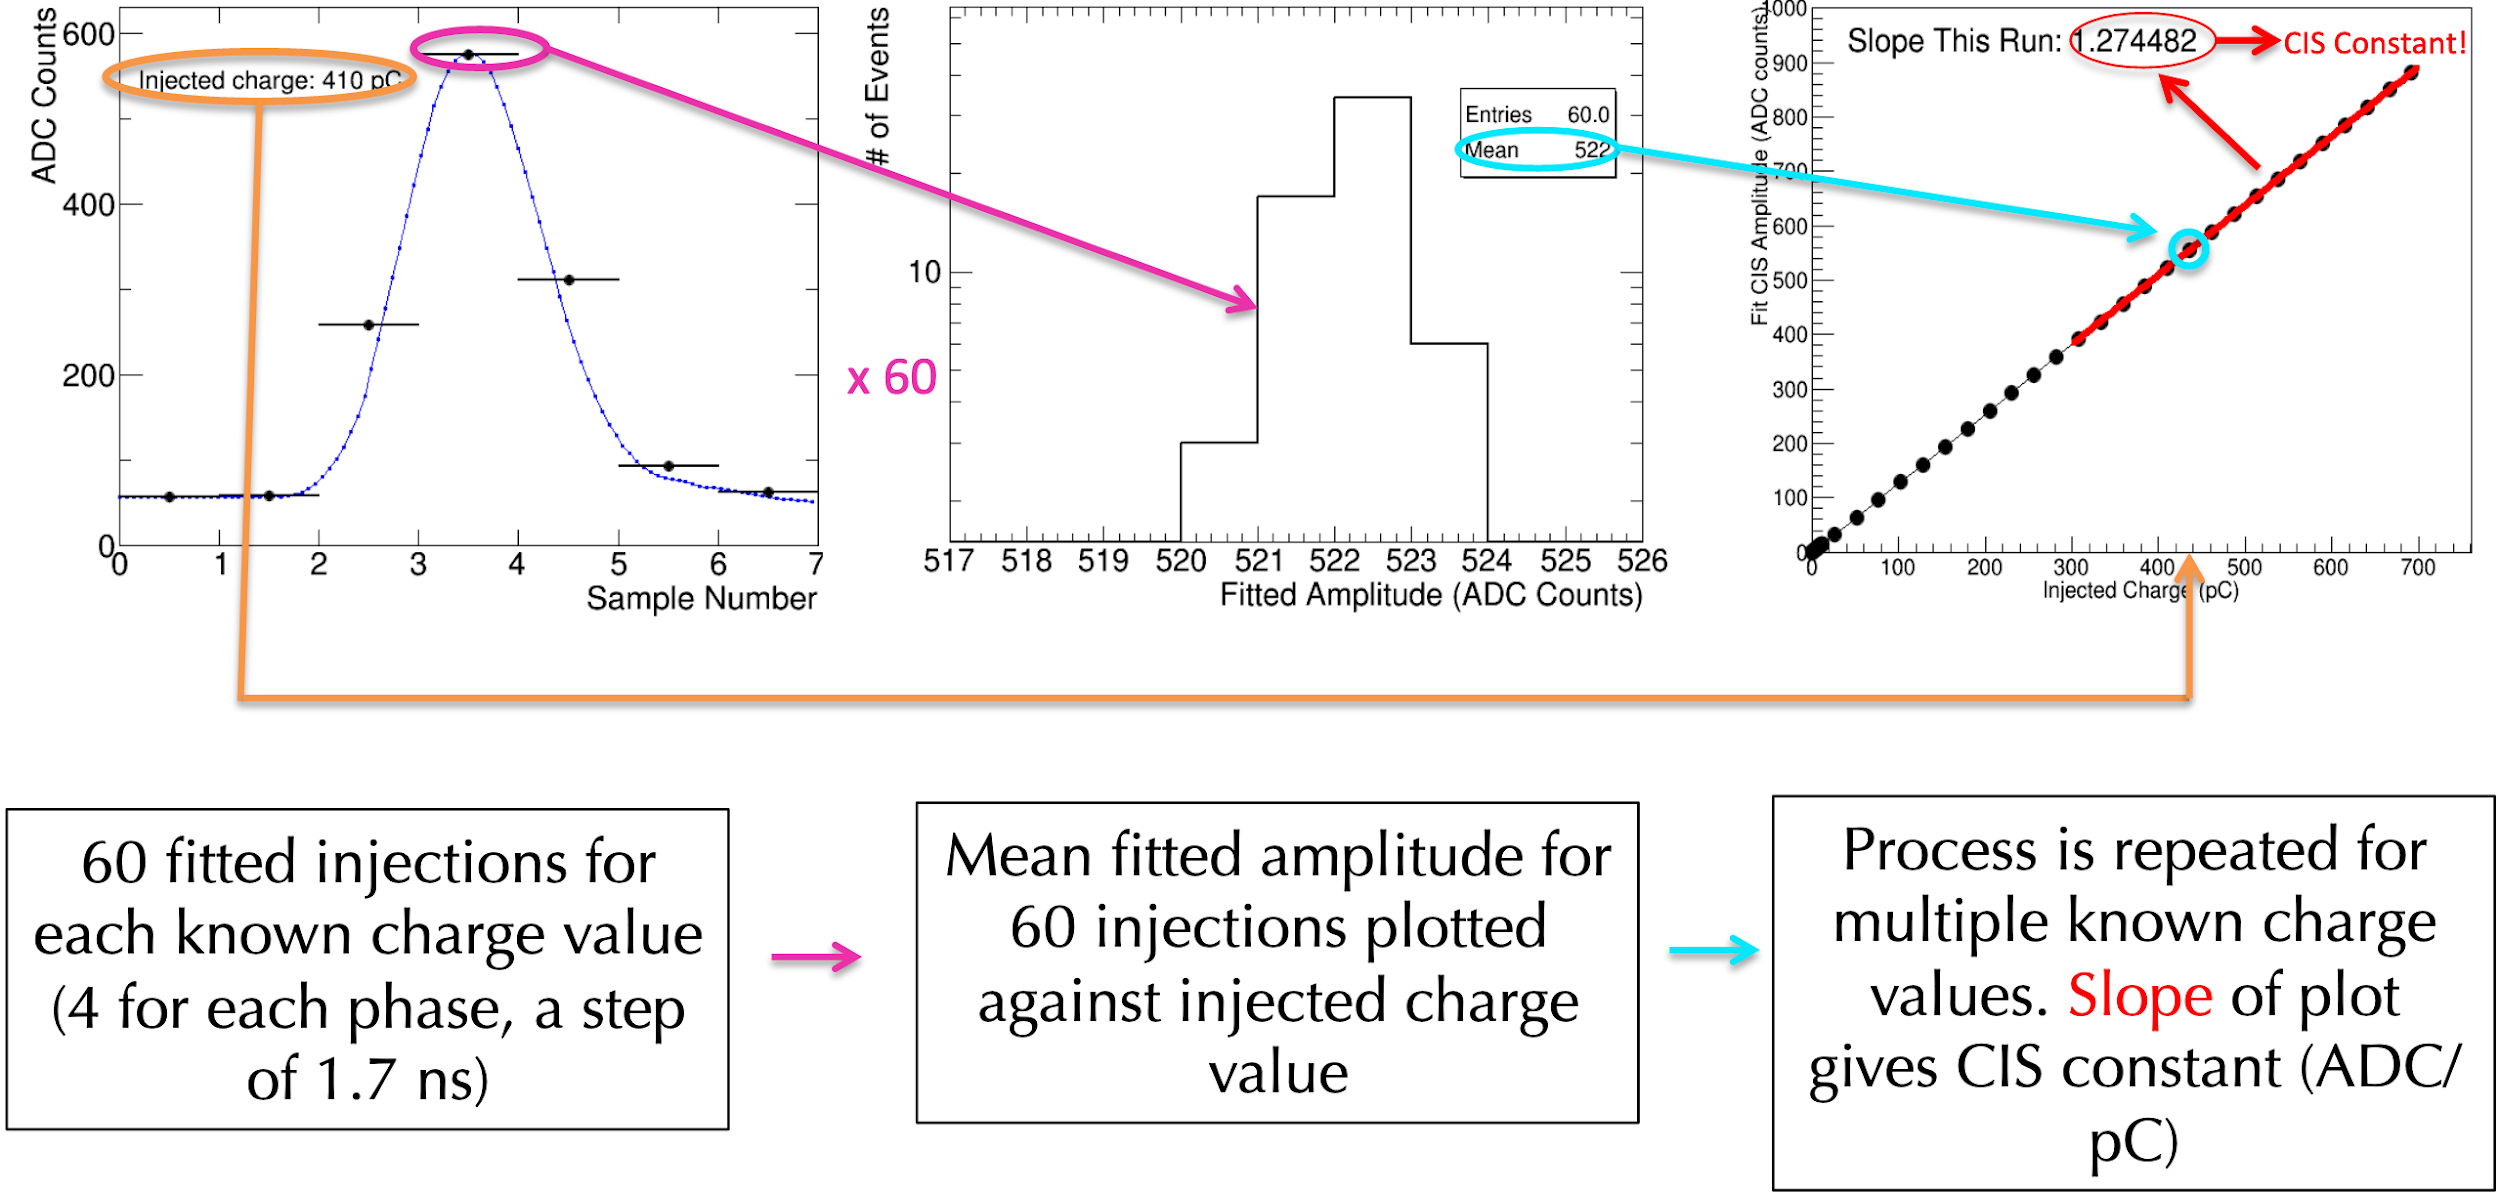 ADC Counts
600
400
200
0
Injected charge: 410 pC
0 1 2 3 4 5 6 7
Sample Number
x 60
# of Events
10
Entries 60.0
Mean 522
517 518 519 520 521 522 523 524 525 526
Fitted Amplitude (ADC Counts)
Fit CIS Amplitude (ADC counts)
1000
900
800
700
600
500
400
300
200
100
0
Slope This Run: 1.274482
CIS Constant!
0 100 200 300 400 500 600 700
Injected Charge (pC)
60 fitted injections for
each known charge value
(4 for each phase, a step
of 1.7 ns)
Mean fitted amplitude for
60 injections plotted
against injected charge
value
Process is repeated for
multiple known charge
values. Slope of plot
gives CIS constant (ADC/
pC)